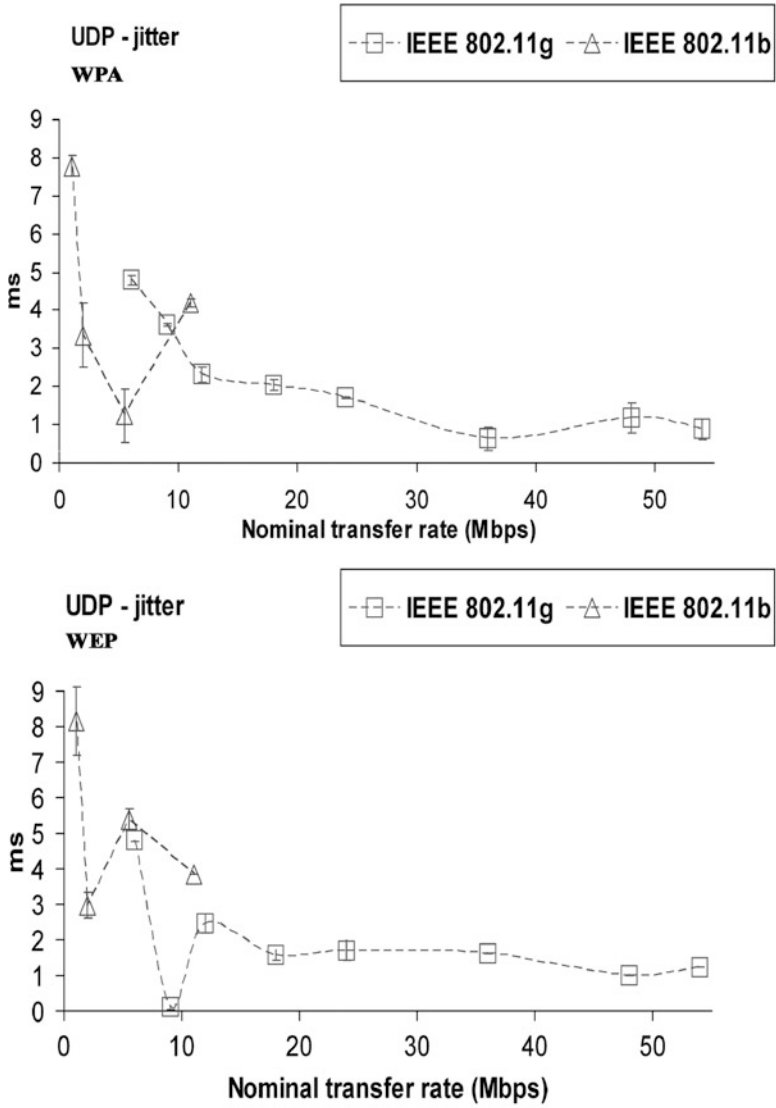 UDP - jitter
WPA
IEEE 802.11g IEEE 802.11b
9
8
7
6
5
4
3
2
1
0
ms
0 10 20 30 40 50
Nominal transfer rate (Mbps)
UDP - jitter
WEP
IEEE 802.11g IEEE 802.11b
9
8
7
6
5
4
3
2
1
0
ms
0 10 20 30 40 50
Nominal transfer rate (Mbps)